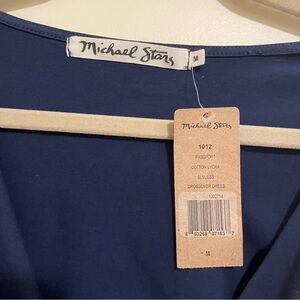 Michael Stars
M
Michael Stars
1012
PASSPORT
COTTON LYCRA
SLVLESS
CROSSOVER DRESS
M